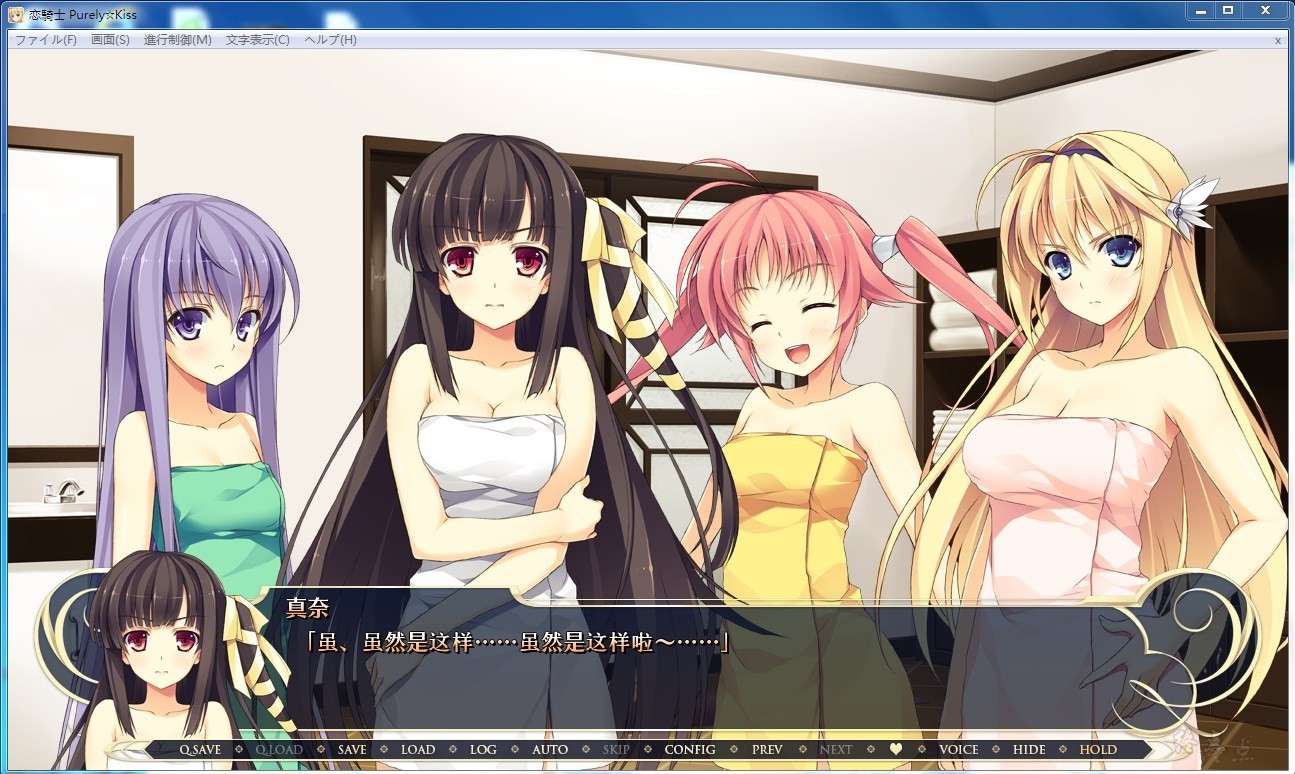 恋騎士 Purely☆Kiss
ファイル(F) 画面(S) 進行制御(M) 文字表示(C) ヘルプ(H)
真奈
「虽、虽然是这样……虽然是这样啦～……」
Q.SAVE Q.LOAD SAVE LOAD LOG AUTO SKIP CONFIG PREV NEXT VOICE HIDE HOLD